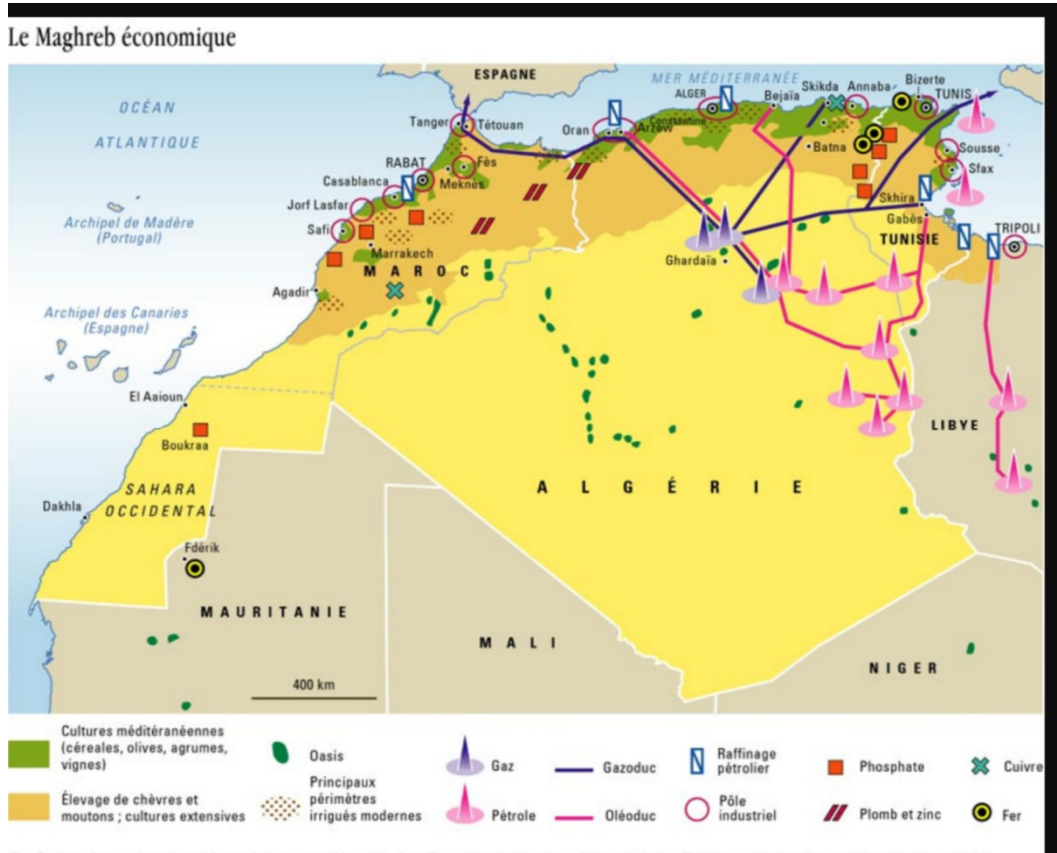 Le Maghreb économique
ESPAGNE
OCÉAN
ATLANTIQUE
MER MÉDITERRANÉE
ALGER
Bejaïa
Skikda
Annaba
Bizerte
TUNIS
Tanger
Tétouan
Oran
Arzew
Constantine
Batna
Sousse
Sfax
RABAT
Fès
Casablanca
Meknès
Jorf Lasfar
Safi
Marrakech
MAROC
Agadir
Archipel de Madère
(Portugal)
Archipel des Canaries
(Espagne)
Ghardaïa
Skhira
Gabès
TUNISIE
TRIPOLI
El Aaioun
Boukraa
LIBYE
SAHARA
OCCIDENTAL
Dakhla
ALGÉRIE
Fdérik
MAURITANIE
MALI
NIGER
400 km
Cultures méditéranéennes
(céreales, olives, agrumes,
vignes)
Élevage de chèvres et
moutons ; cultures extensives
Oasis
Principaux
périmètres
irrigués modernes
Gaz
Pétrole
Gazoduc
Oléoduc
Raffinage
pétrolier
Pôle
industriel
Phosphate
Plomb et zinc
Cuivre
Fer